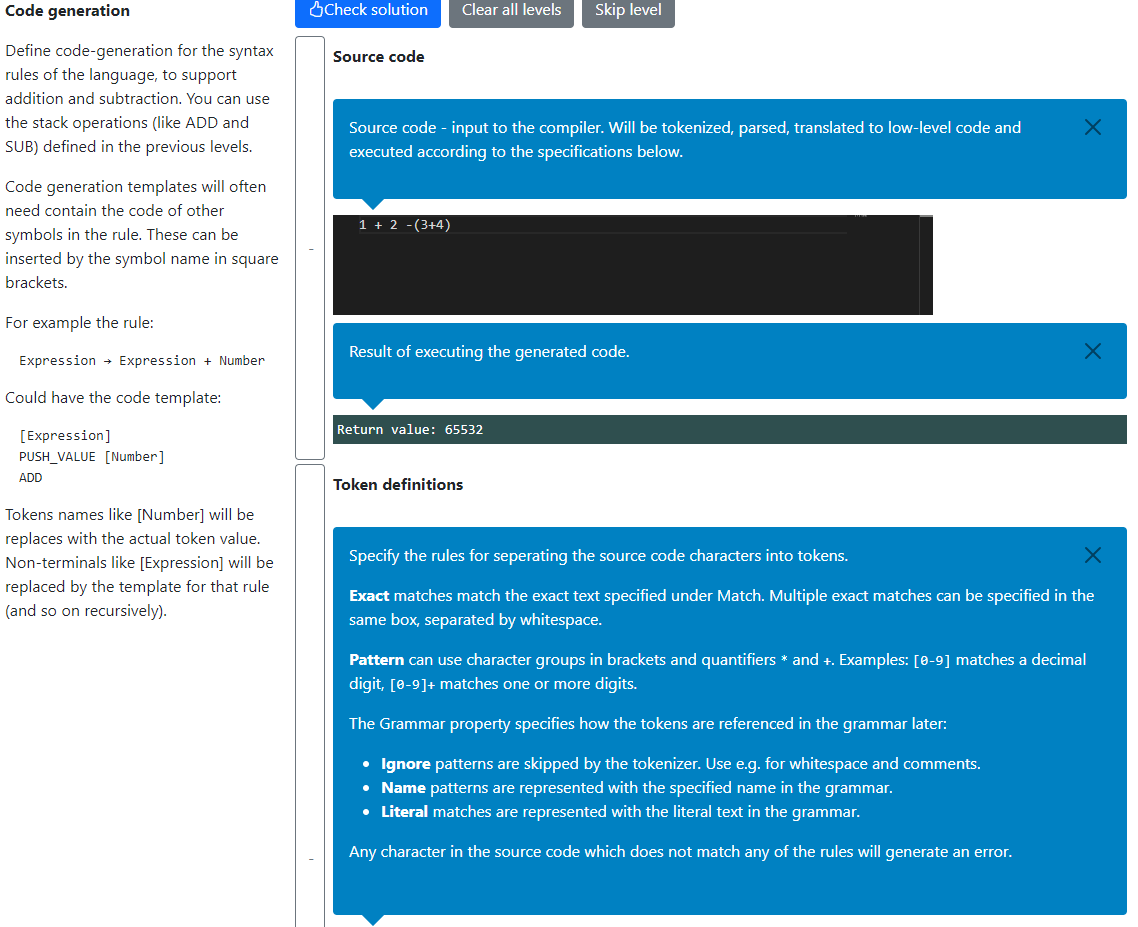 Code generation
Define code-generation for the syntax
rules of the language, to support
addition and subtraction. You can use
the stack operations (like ADD and
SUB) defined in the previous levels.
Code generation templates will often
need contain the code of other
symbols in the rule. These can be
inserted by the symbol name in square
brackets.
For example the rule:
Expression → Expression + Number
Could have the code template:
[Expression]
PUSH_VALUE [Number]
ADD
Tokens names like [Number] will be
replaces with the actual token value.
Non-terminals like [Expression] will be
replaced by the template for that rule
(and so on recursively).
Check solution
Clear all levels
Skip level
-
Source code
Source code - input to the compiler. Will be tokenized, parsed, translated to low-level code and
executed according to the specifications below.
1 + 2 -(3+4)
Result of executing the generated code.
Return value: 65532
-
Token definitions
Specify the rules for seperating the source code characters into tokens.
Exact matches match the exact text specified under Match. Multiple exact matches can be specified in the
same box, separated by whitespace.
Pattern can use character groups in brackets and quantifiers * and +. Examples: [0-9] matches a decimal
digit, [0-9]+ matches one or more digits.
The Grammar property specifies how the tokens are referenced in the grammar later:
• Ignore patterns are skipped by the tokenizer. Use e.g. for whitespace and comments.
• Name patterns are represented with the specified name in the grammar.
• Literal matches are represented with the literal text in the grammar.
Any character in the source code which does not match any of the rules will generate an error.